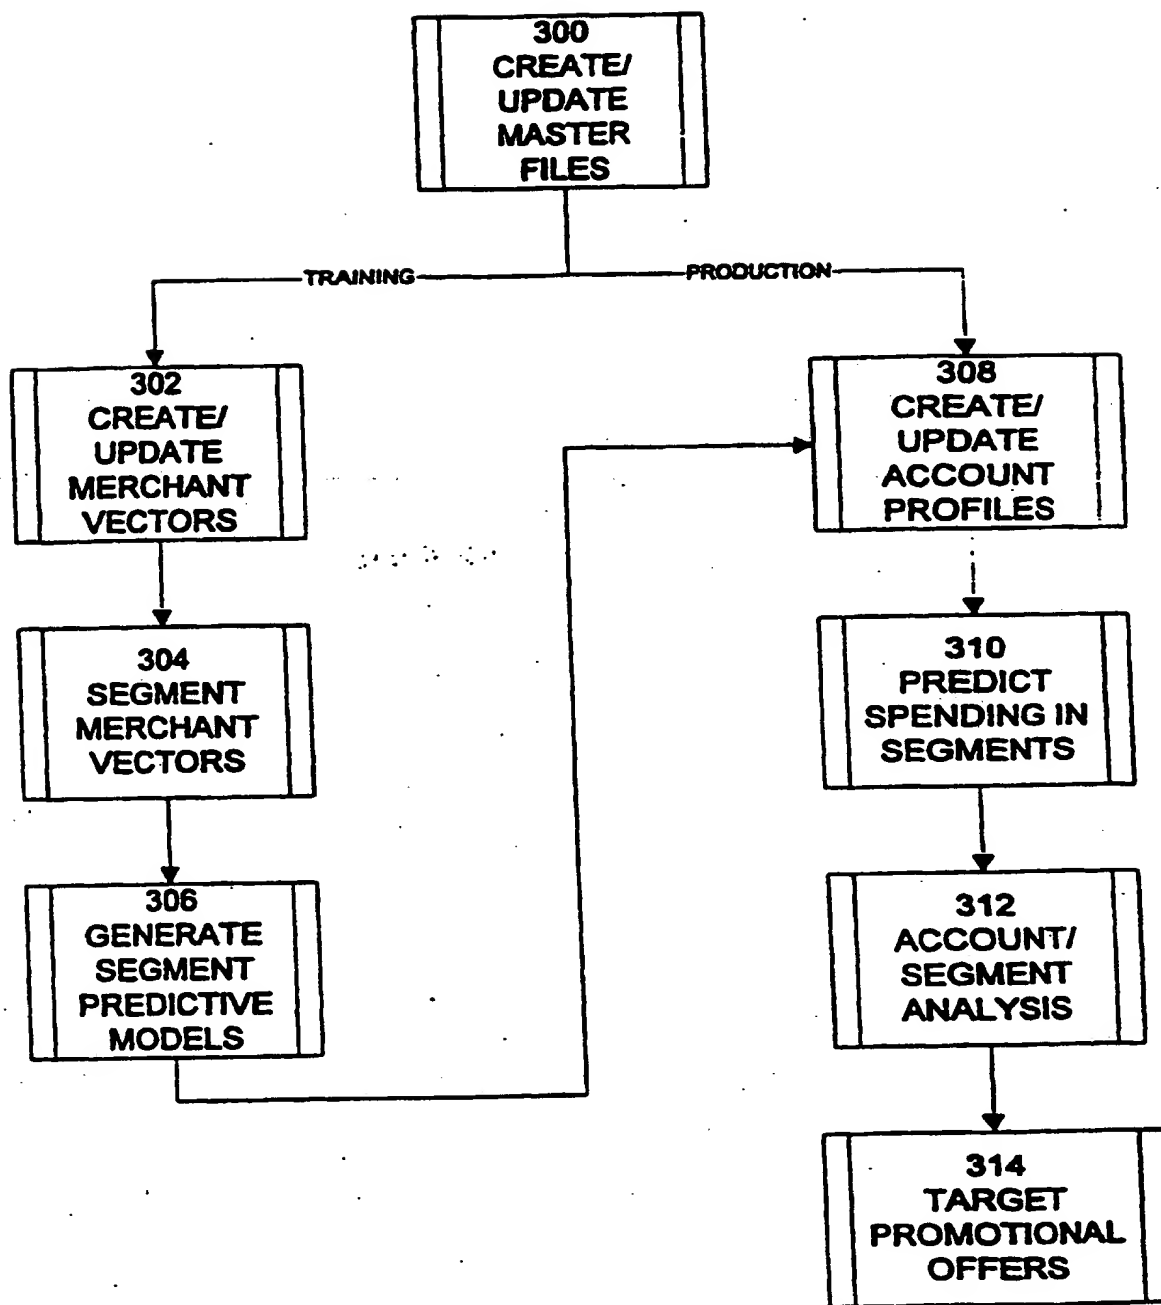 300
CREATE/
UPDATE
MASTER
FILES
TRAINING
PRODUCTION
302
CREATE/
UPDATE
MERCHANT
VECTORS
304
SEGMENT
MERCHANT
VECTORS
306
GENERATE
SEGMENT
PREDICTIVE
MODELS
308
CREATE/
UPDATE
ACCOUNT
PROFILES
310
PREDICT
SPENDING IN
SEGMENTS
312
ACCOUNT/
SEGMENT
ANALYSIS
314
TARGET
PROMOTIONAL
OFFERS